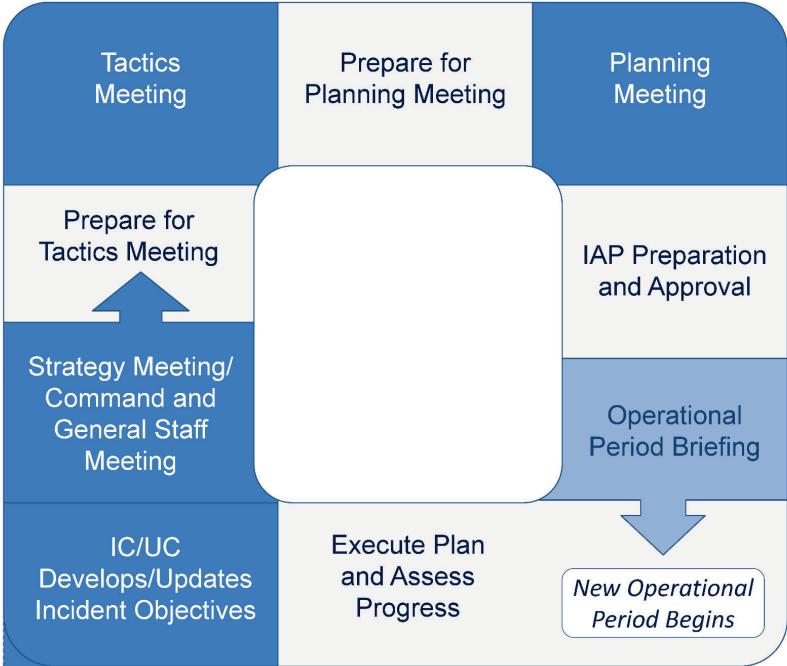 Tactics
Meeting
Prepare for
Planning Meeting
Planning
Meeting
Prepare for
Tactics Meeting
IAP Preparation
and Approval
Strategy Meeting/
Command and
General Staff
Meeting
Operational
Period Briefing
IC/UC
Develops/Updates
Incident Objectives
Execute Plan
and Assess
Progress
New Operational
Period Begins